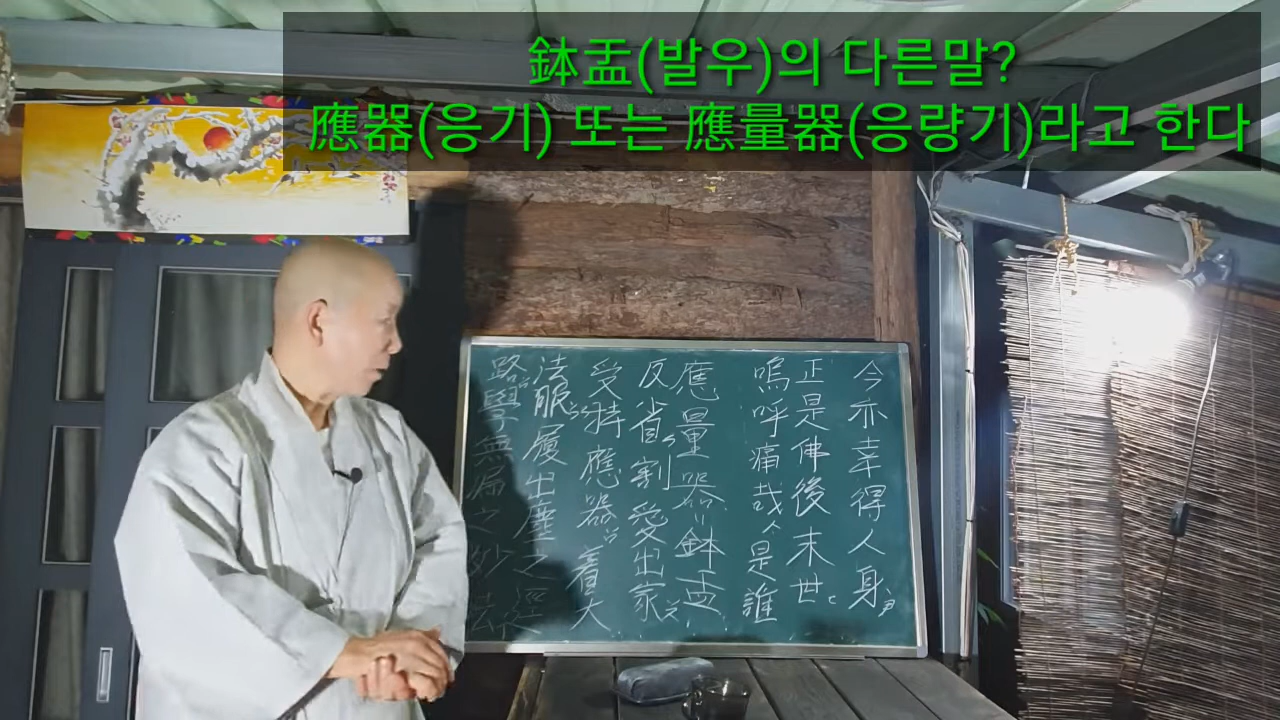 鉢盂(발우)의 다른말?
應器(응기) 또는 應量器(응량기)라고 한다
今亦幸得人身
正是佛後末世
嗚呼痛哉人是誰
應量器 鉢盂
反省割愛出家
受持應器 着大
法服 履出塵之逕
路學無漏之妙法